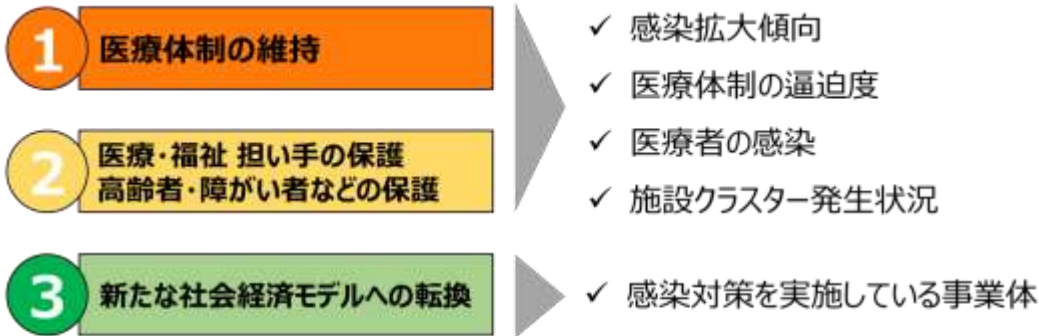 1 医療体制の維持
2 医療・福祉 担い手の保護
高齢者・障がい者などの保護
✓ 感染拡大傾向
✓ 医療体制の逼迫度
✓ 医療者の感染
✓ 施設クラスター発生状況
3 新たな社会経済モデルへの転換
✓ 感染対策を実施している事業体